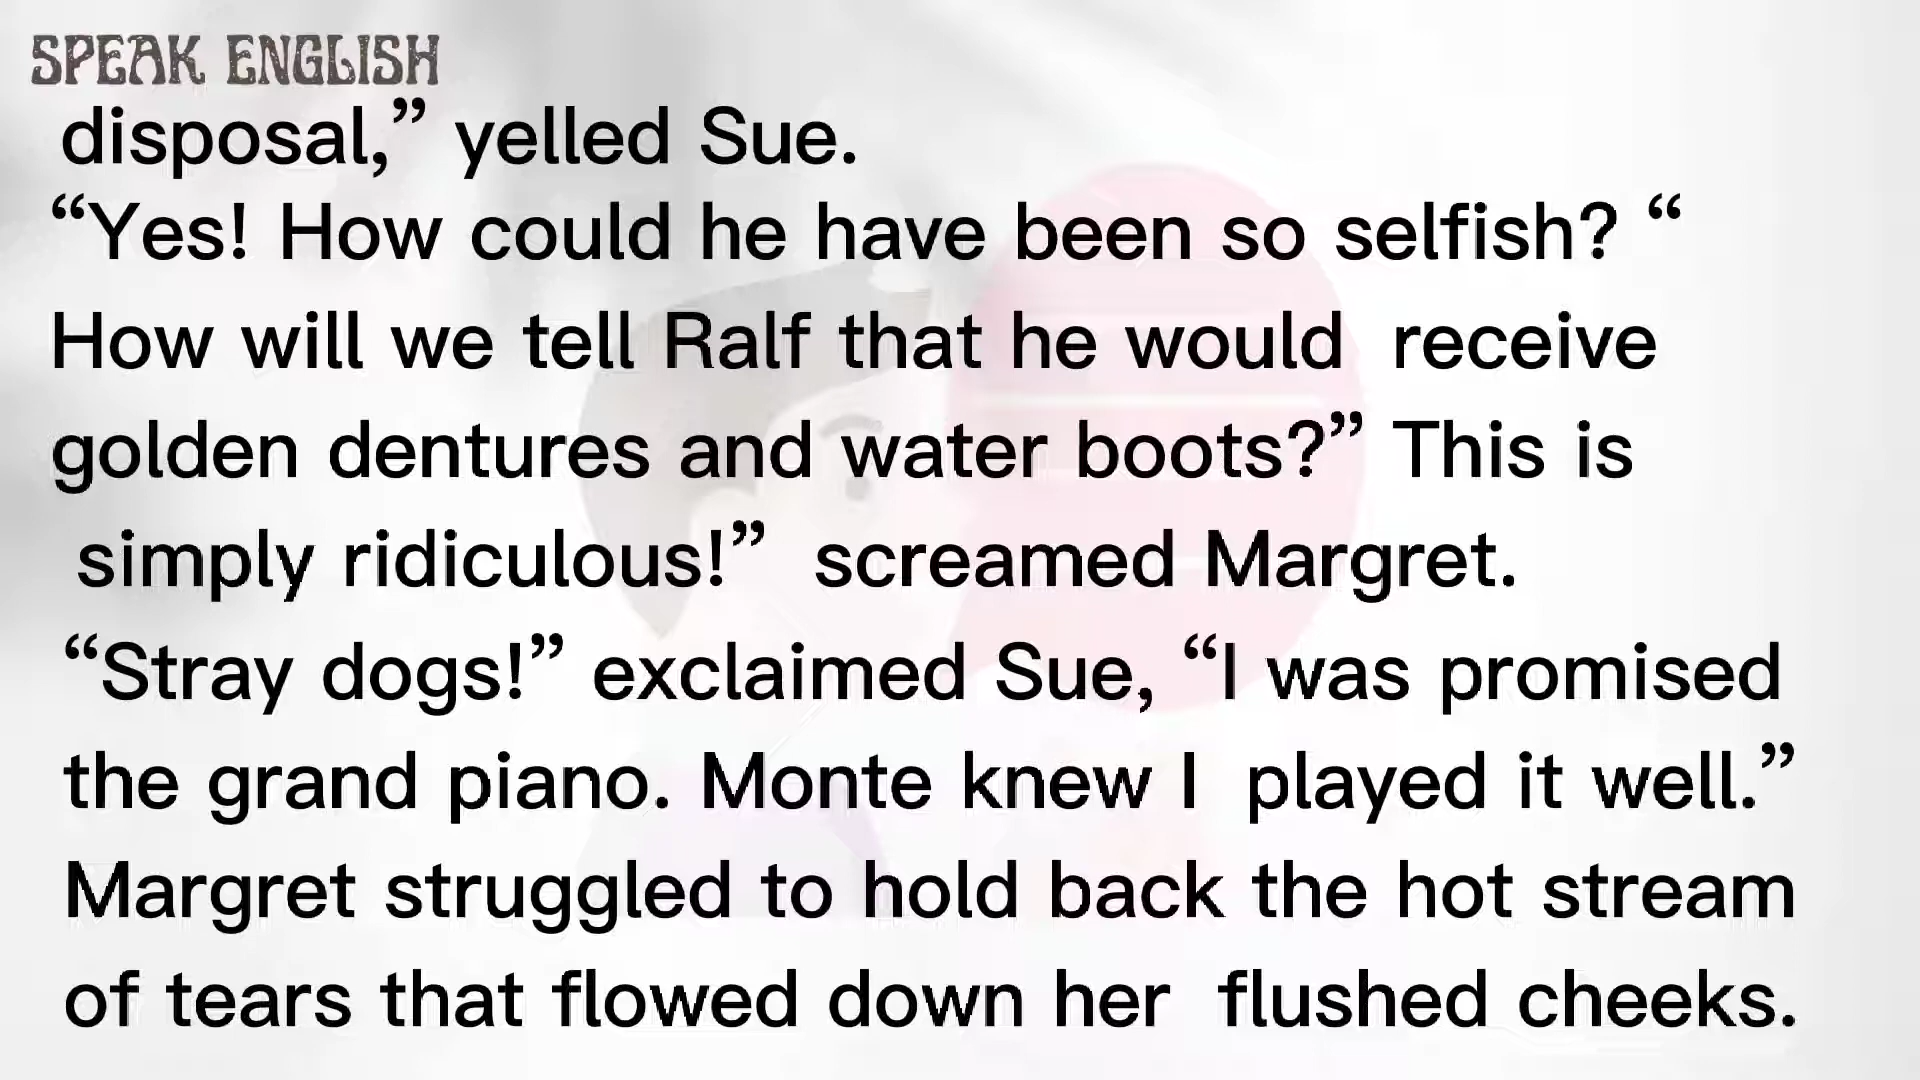 SPEAK ENGLISH
disposal,” yelled Sue.
“Yes! How could he have been so selfish? “
How will we tell Ralf that he would receive
golden dentures and water boots?” This is
simply ridiculous!” screamed Margret.
“Stray dogs!” exclaimed Sue, “I was promised
the grand piano. Monte knew I played it well.”
Margret struggled to hold back the hot stream
of tears that flowed down her flushed cheeks.